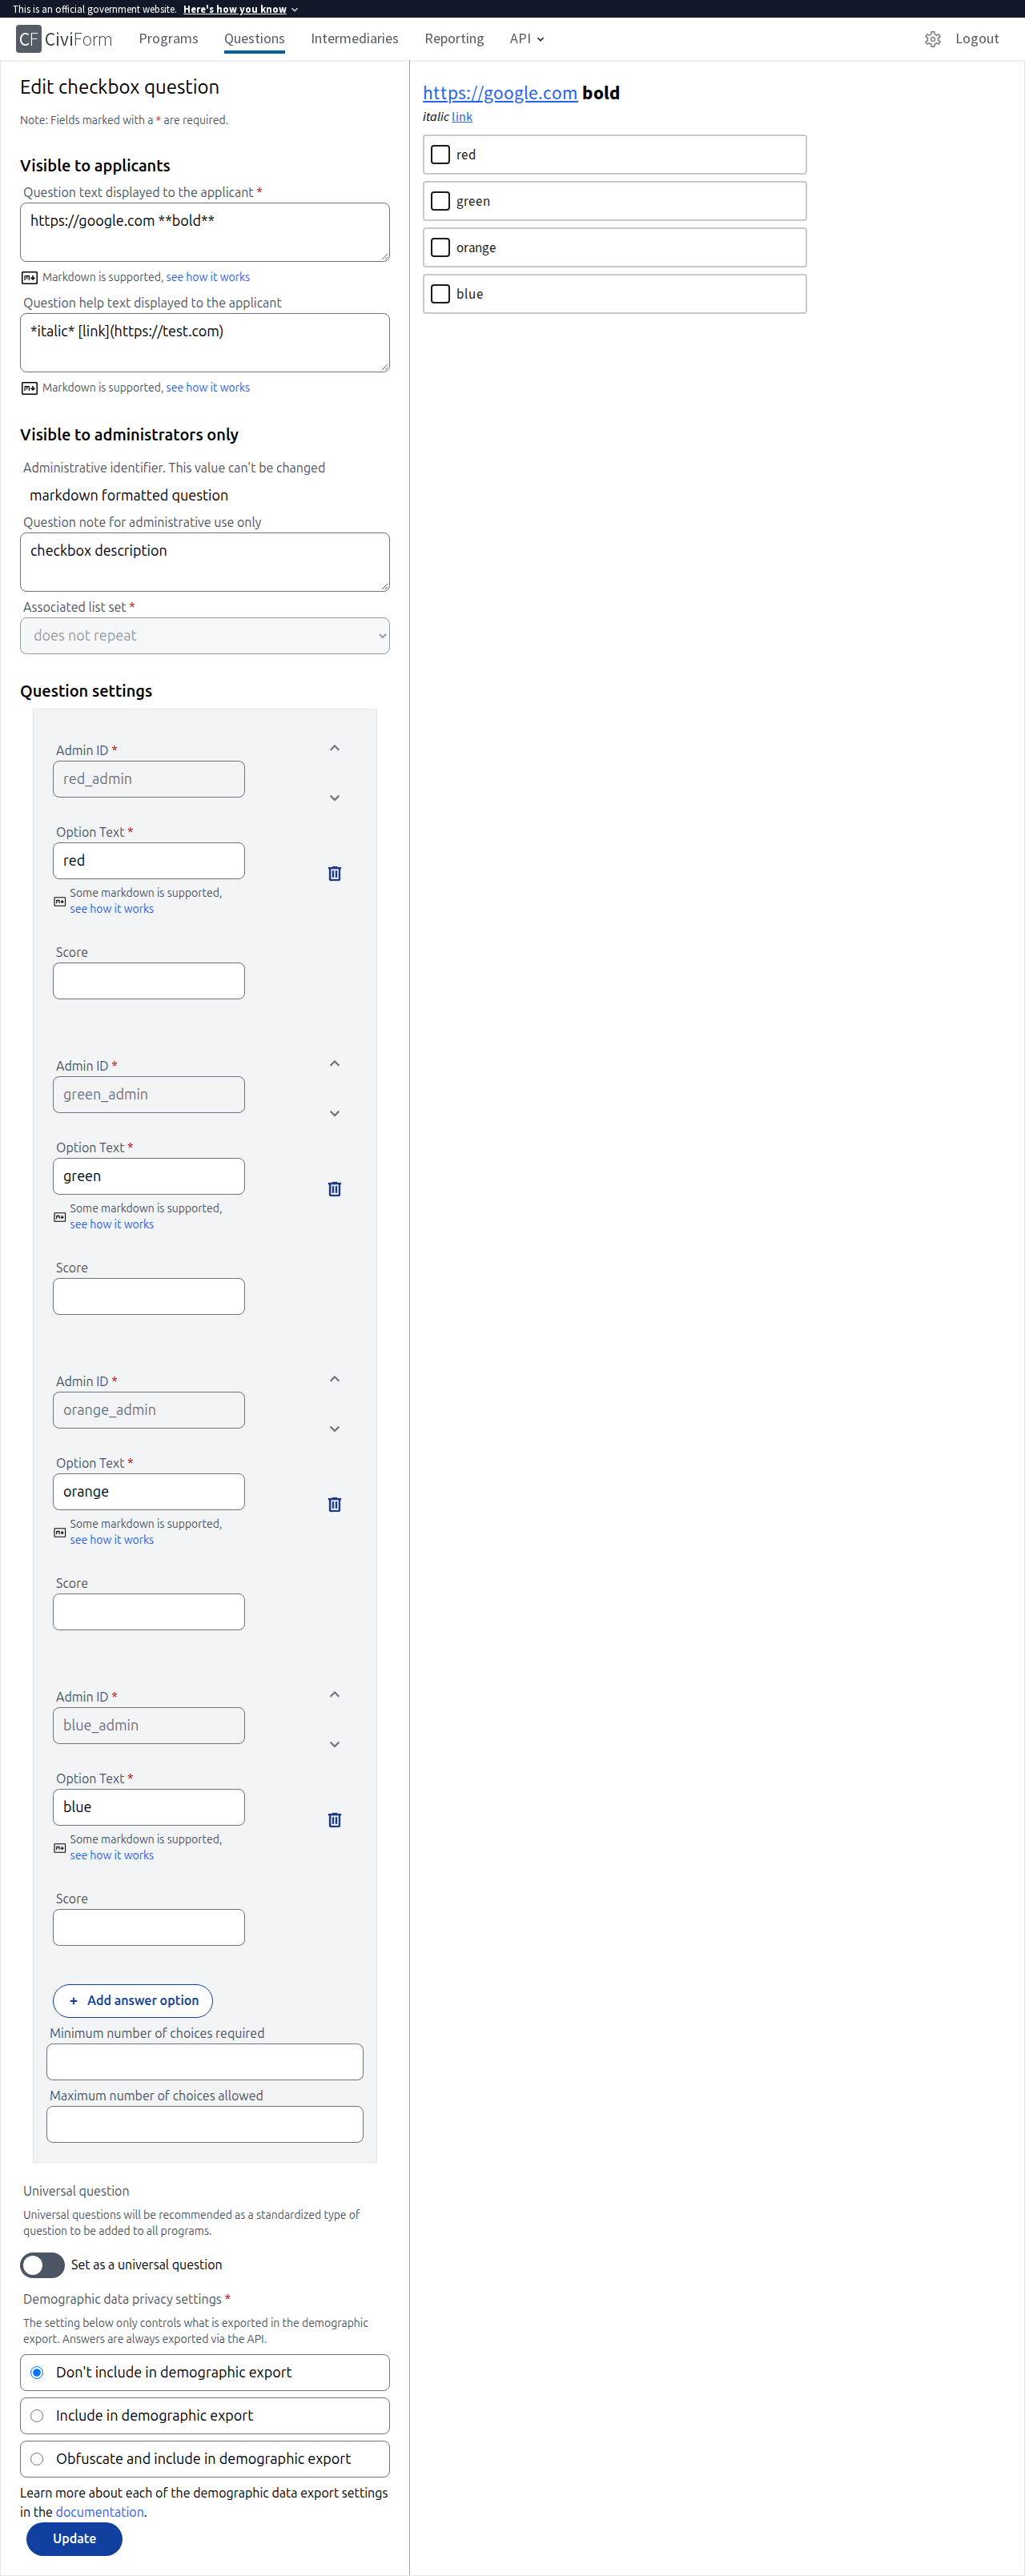 This is an official government website. Here's how you know
CF CiviForm Programs Questions Intermediaries Reporting API Logout
Edit checkbox question
Note: Fields marked with a * are required.
Visible to applicants
Question text displayed to the applicant *
https://google.com **bold**
Markdown is supported, see how it works
Question help text displayed to the applicant
*italic* [link](https://test.com)
Markdown is supported, see how it works
Visible to administrators only
Administrative identifier. This value can't be changed
markdown formatted question
Question note for administrative use only
checkbox description
Associated list set *
does not repeat
Question settings
Admin ID *
red_admin
Option Text *
red
Some markdown is supported,
see how it works
Score
Admin ID *
green_admin
Option Text *
green
Some markdown is supported,
see how it works
Score
Admin ID *
orange_admin
Option Text *
orange
Some markdown is supported,
see how it works
Score
Admin ID *
blue_admin
Option Text *
blue
Some markdown is supported,
see how it works
Score
+ Add answer option
Minimum number of choices required
Maximum number of choices allowed
Universal question
Universal questions will be recommended as a standardized type of
question to be added to all programs.
Set as a universal question
Demographic data privacy settings *
The setting below only controls what is exported in the demographic
export. Answers are always exported via the API.
Don't include in demographic export
Include in demographic export
Obfuscate and include in demographic export
Learn more about each of the demographic data export settings
in the documentation.
Update
https://google.com bold
italic link
red
green
orange
blue